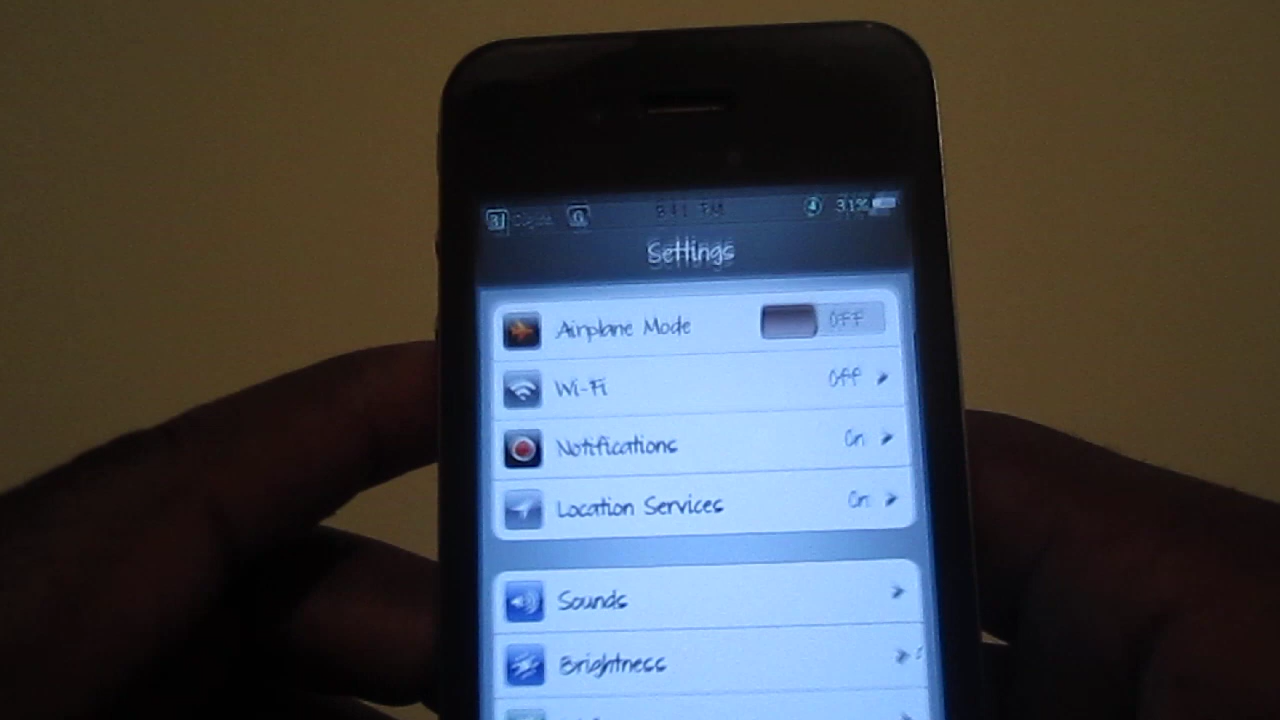 31%
Settings
Airplane Mode OFF
Wi-Fi Off
Notifications On
Location Services On
Sounds
Brightness